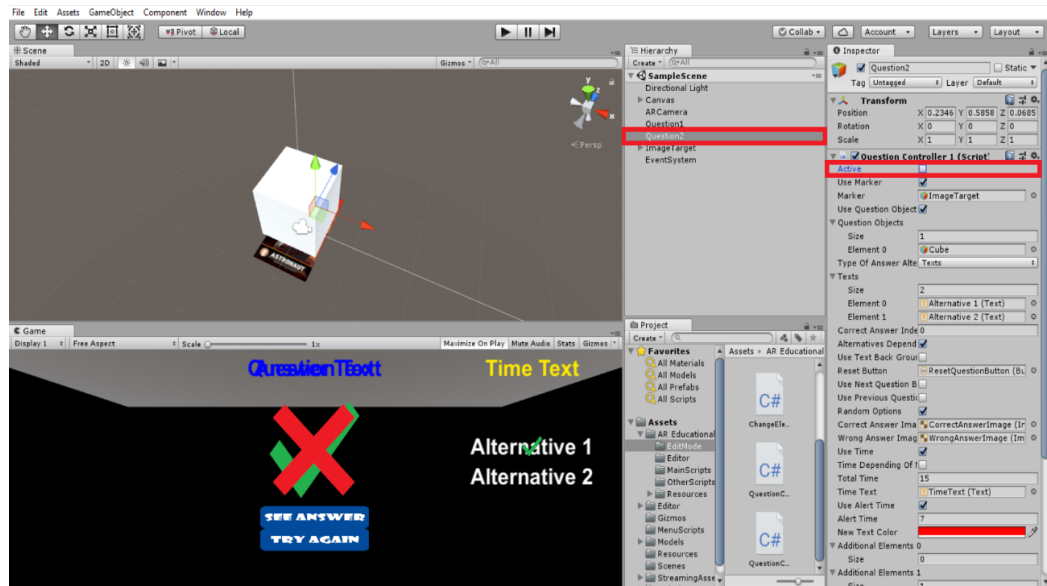 File Edit Assets GameObject Component Window Help
Pivot Local Collab Account Layers Layout
Scene
Shaded 2D Gizmos All
y
z
x
Persp
ASTRONAUT
Hierarchy
Create All
SampleScene
Directional Light
Canvas
ARCamera
Question1
Question2
ImageTarget
EventSystem
Game
Display 1 Free Aspect Scale 1x Maximize On Play Mute Audio Stats Gizmos
Question Text
Time Text
Alternative 1
Alternative 2
SEE ANSWER
TRY AGAIN
Project
Create
Favorites
All Materials
All Models
All Prefabs
All Scripts
Assets
AR Educational
EditMode
Editor
MainScripts
OtherScripts
Resources
Editor
Gizmos
MenuScripts
Models
Resources
Scenes
StreamingAsse
Assets AR Educational
C#
ChangeEle...
C#
QuestionC...
C#
QuestionC...
Inspector
Question2 Static
Tag Untagged Layer Default
Transform
Position X 0.2346 Y 0.5858 Z 0.0685
Rotation X 0 Y 0 Z 0
Scale X 1 Y 1 Z 1
Question Controller 1 (Script)
Active
Use Marker
Marker ImageTarget
Use Question Object
Question Objects
Size 1
Element 0 Cube
Type Of Answer Alte Texts
Texts
Size 2
Element 0 Alternative 1 (Text)
Element 1 Alternative 2 (Text)
Correct Answer Inde 0
Alternatives Depend
Use Text Back Grou
Reset Button ResetQuestionButton (Bu
Use Next Question B
Use Previous Questi
Random Options
Correct Answer Ima CorrectAnswerImage (Ir
Wrong Answer Imag WrongAnswerImage (Im
Use Time
Time Depending Of
Total Time 15
Time Text TimeText (Text)
Use Alert Time
Alert Time 7
New Text Color
Additional Elements 0
Size 0
Additional Elements 1
Size 1